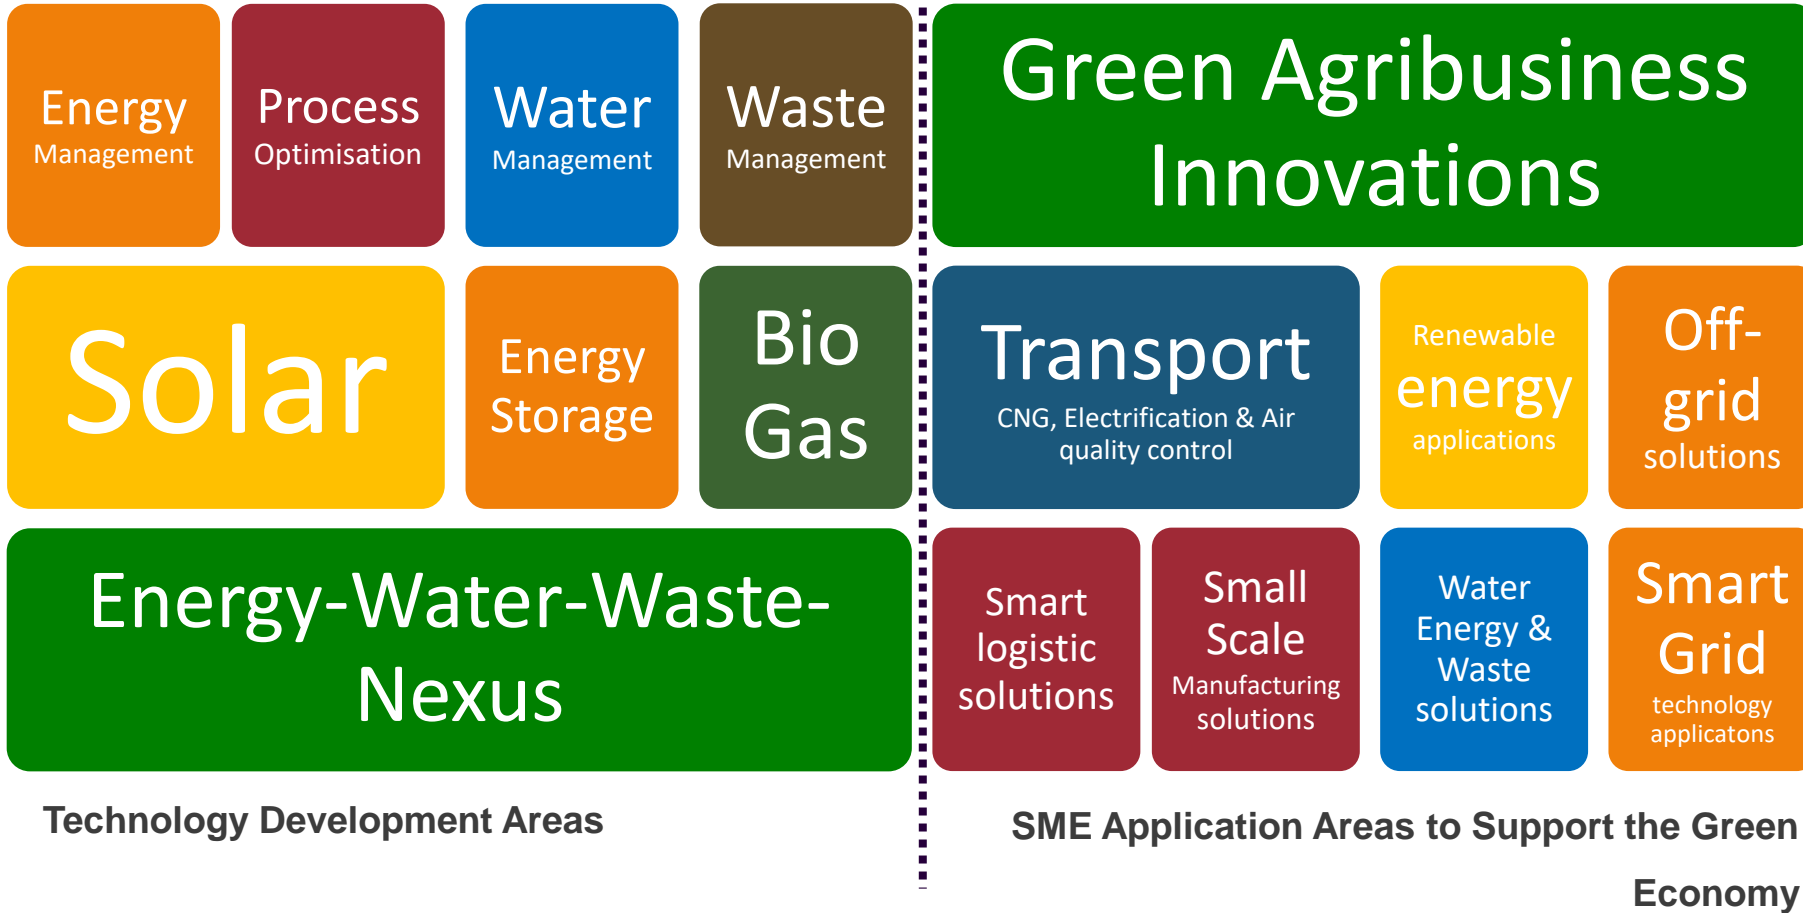 Energy
Management
Process
Optimisation
Water
Management
Waste
Management
Solar
Energy
Storage
Bio
Gas
Energy-Water-Waste-
Nexus
Technology Development Areas
Green Agribusiness
Innovations
Transport
CNG, Electrification & Air
quality control
Renewable
energy
applications
Off-
grid
solutions
Smart
logistic
solutions
Small
Scale
Manufacturing
solutions
Water
Energy &
Waste
solutions
Smart
Grid
technology
applicatons
SME Application Areas to Support the Green
Economy